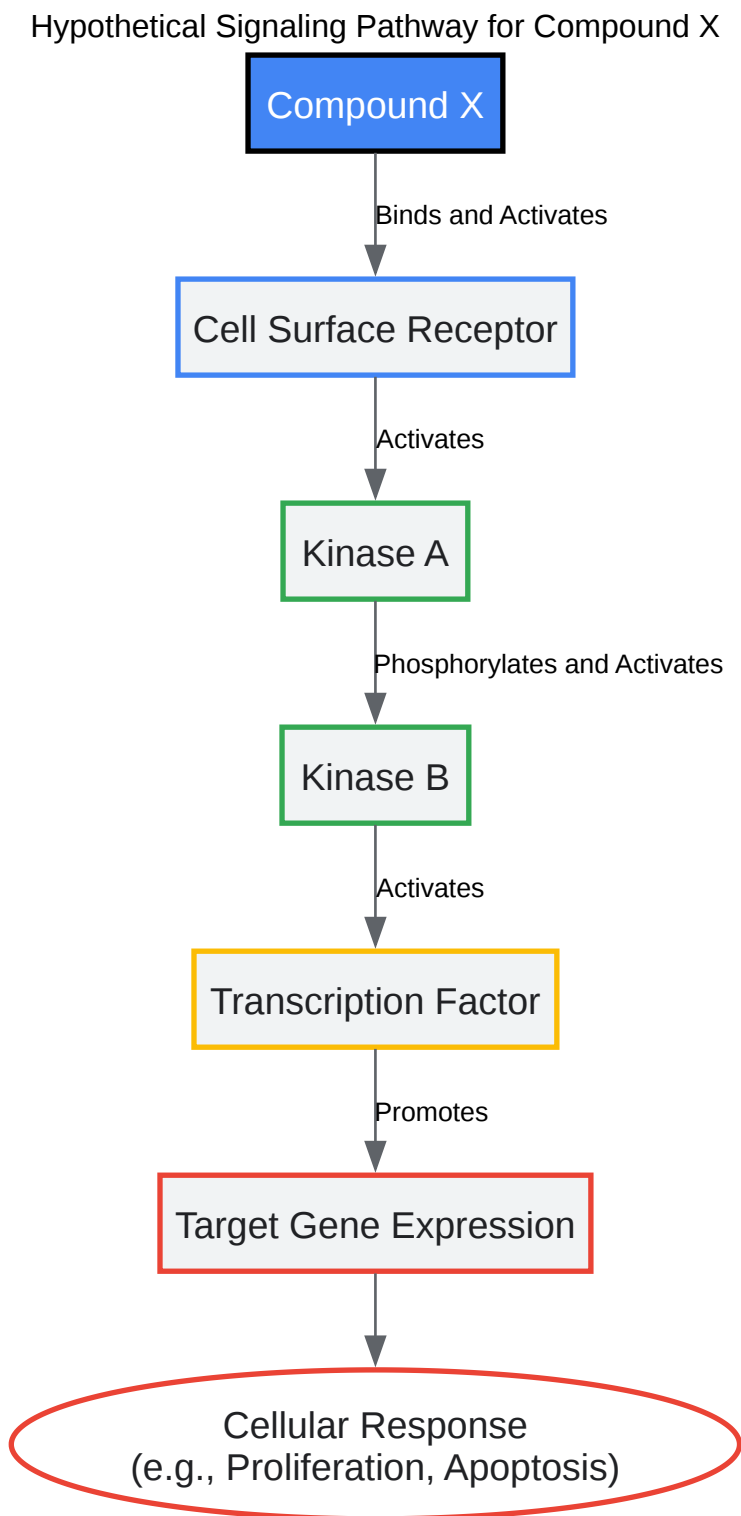 Hypothetical Signaling Pathway for Compound X
Compound X
Binds and Activates
Cell Surface Receptor
Activates
Kinase A
Phosphorylates and Activates
Kinase B
Activates
Transcription Factor
Promotes
Target Gene Expression
Cellular Response
(e.g., Proliferation, Apoptosis)